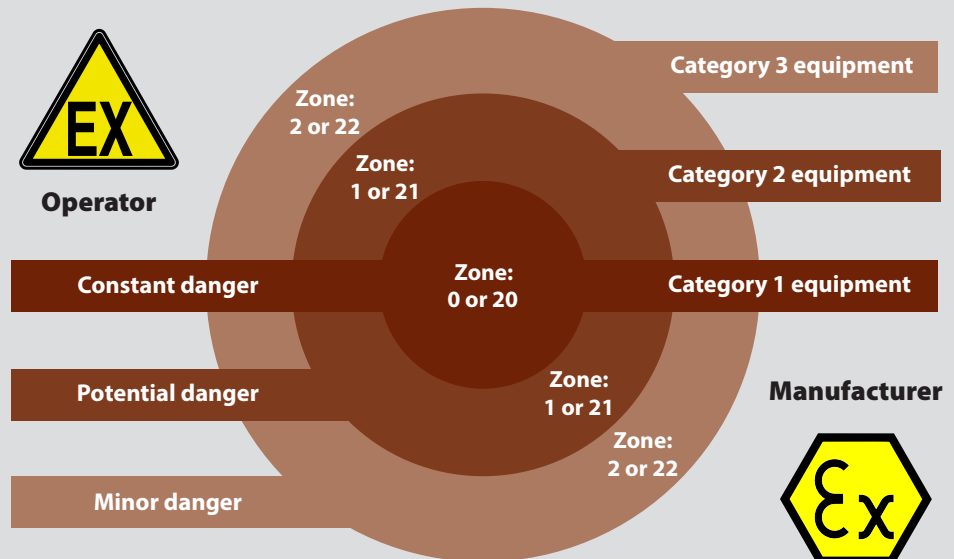 Category 3 equipment
Zone:
2 or 22
EX
Zone:
1 or 21
Category 2 equipment
Operator
Constant danger
Zone:
0 or 20
Category 1 equipment
Potential danger
Zone:
1 or 21
Manufacturer
Zone:
2 or 22
Minor danger
Ex